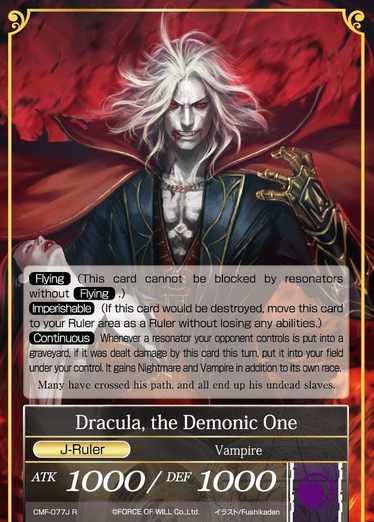 Flying (This card cannot be blocked by resonators
without Flying .)
Imperishable (If this card would be destroyed, move this card
to your Ruler area as a Ruler without losing any abilities.)
Continuous Whenever a resonator your opponent controls is put into a
graveyard, if it was dealt damage by this card this turn, put it into your field
under your control. It gains Nightmare and Vampire in addition to its own race.
Many have crossed his path, and all end up his undead slaves.
Dracula, the Demonic One
J-Ruler Vampire
ATK 1000 / DEF 1000
CMF-077J R ©FORCE OF WILL Co.,Ltd. イラスト/Fushikaden